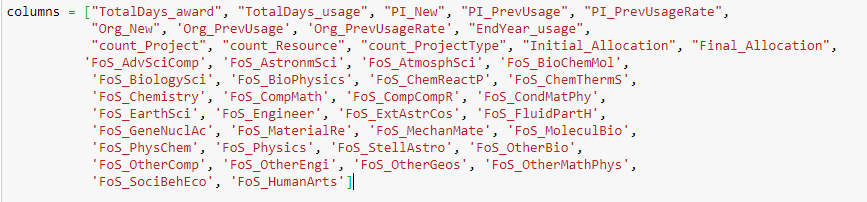 columns = ["TotalDays_award", "TotalDays_usage", "PI_New", "PI_PrevUsage", "PI_PrevUsageRate",
"Org_New", 'Org_PrevUsage', 'Org_PrevUsageRate', "EndYear_usage",
"count_Project", "count_Resource", "count_ProjectType", "Initial_Allocation", "Final_Allocation",
'FoS_AdvSciComp', 'FoS_AstronmSci', 'FoS_AtmosphSci', 'FoS_BioChemMol',
'FoS_BiologySci', 'FoS_BioPhysics', 'FoS_ChemReactP', 'FoS_ChemThermS',
'FoS_Chemistry', 'FoS_CompMath', 'FoS_CompCompR', 'FoS_CondMatPhy',
'FoS_EarthSci', 'FoS_Engineer', 'FoS_ExtAstrCos', 'FoS_FluidPartH',
'FoS_GeneNuclAc', 'FoS_MaterialRe', 'FoS_MechanMate', 'FoS_MoleculBio',
'FoS_PhysChem', 'FoS_Physics', 'FoS_StellAstro', 'FoS_OtherBio',
'FoS_OtherComp', 'FoS_OtherEngi', 'FoS_OtherGeos', 'FoS_OtherMathPhys',
'FoS_SociBehEco', 'FoS_HumanArts']